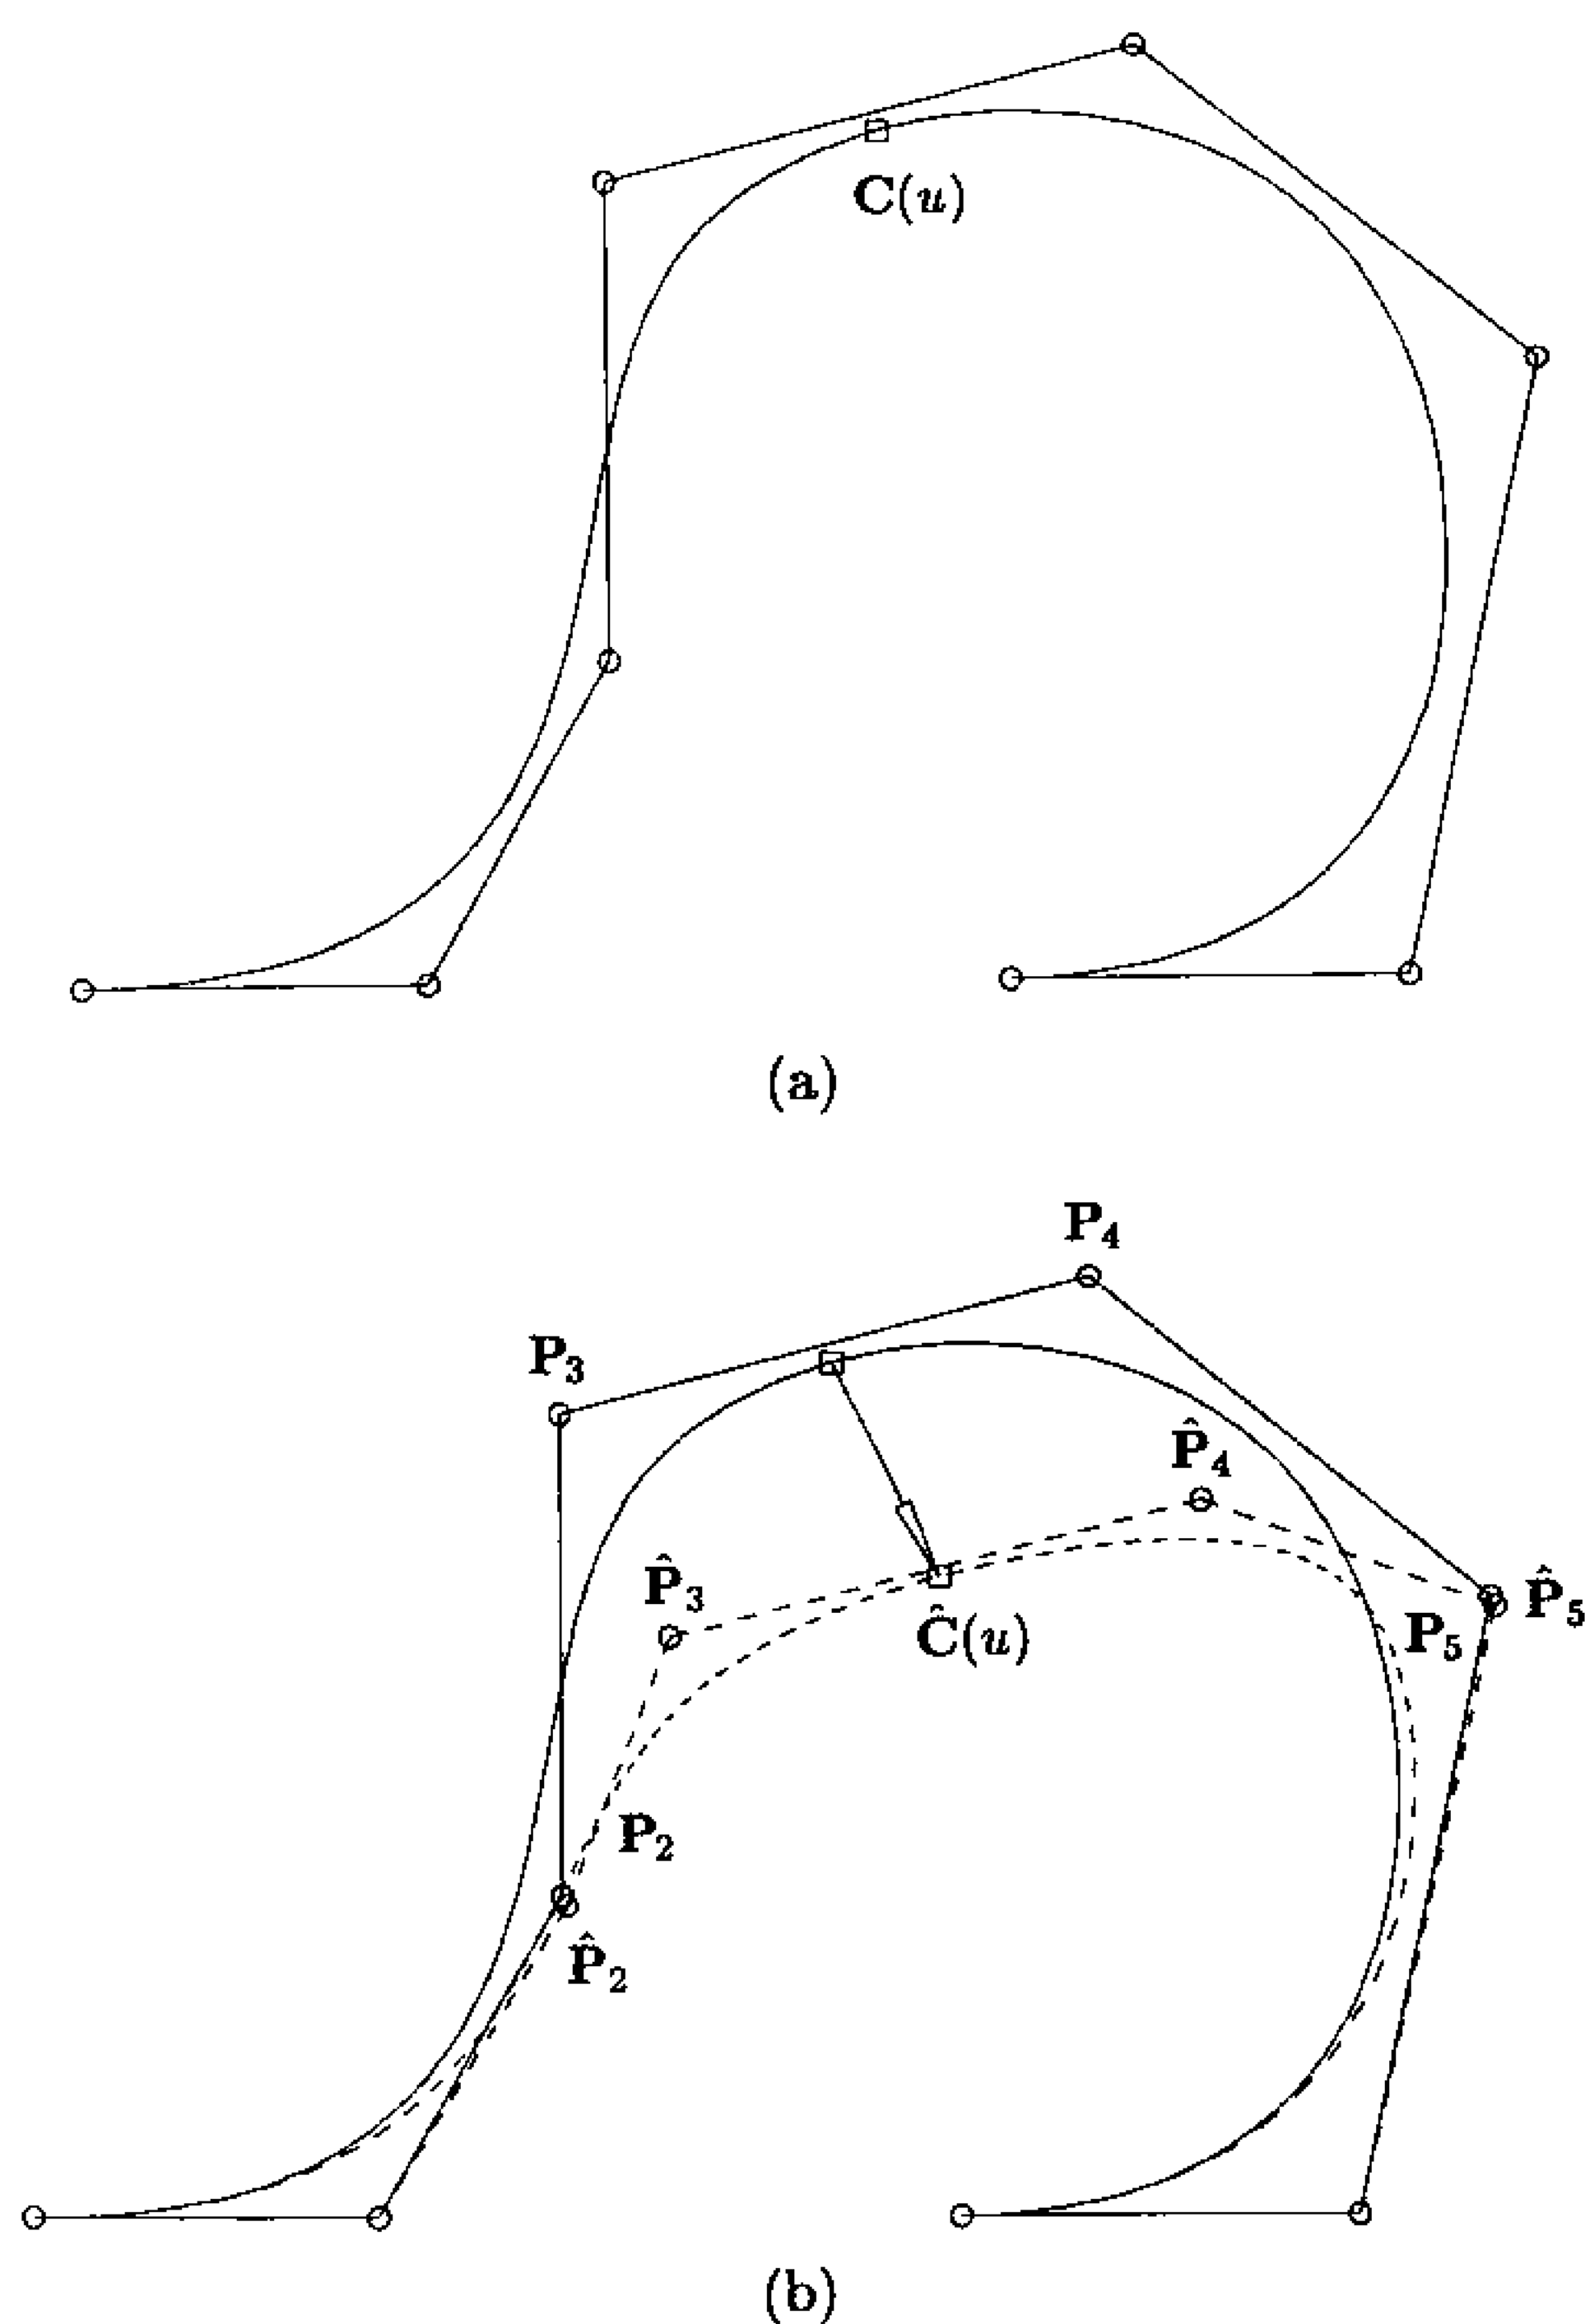 C(u)
(a)
P₄
P₃
P̂₄
P̂₃
P̂₅
Ĉ(u)
P₅
P₂
P̂₂
(b)